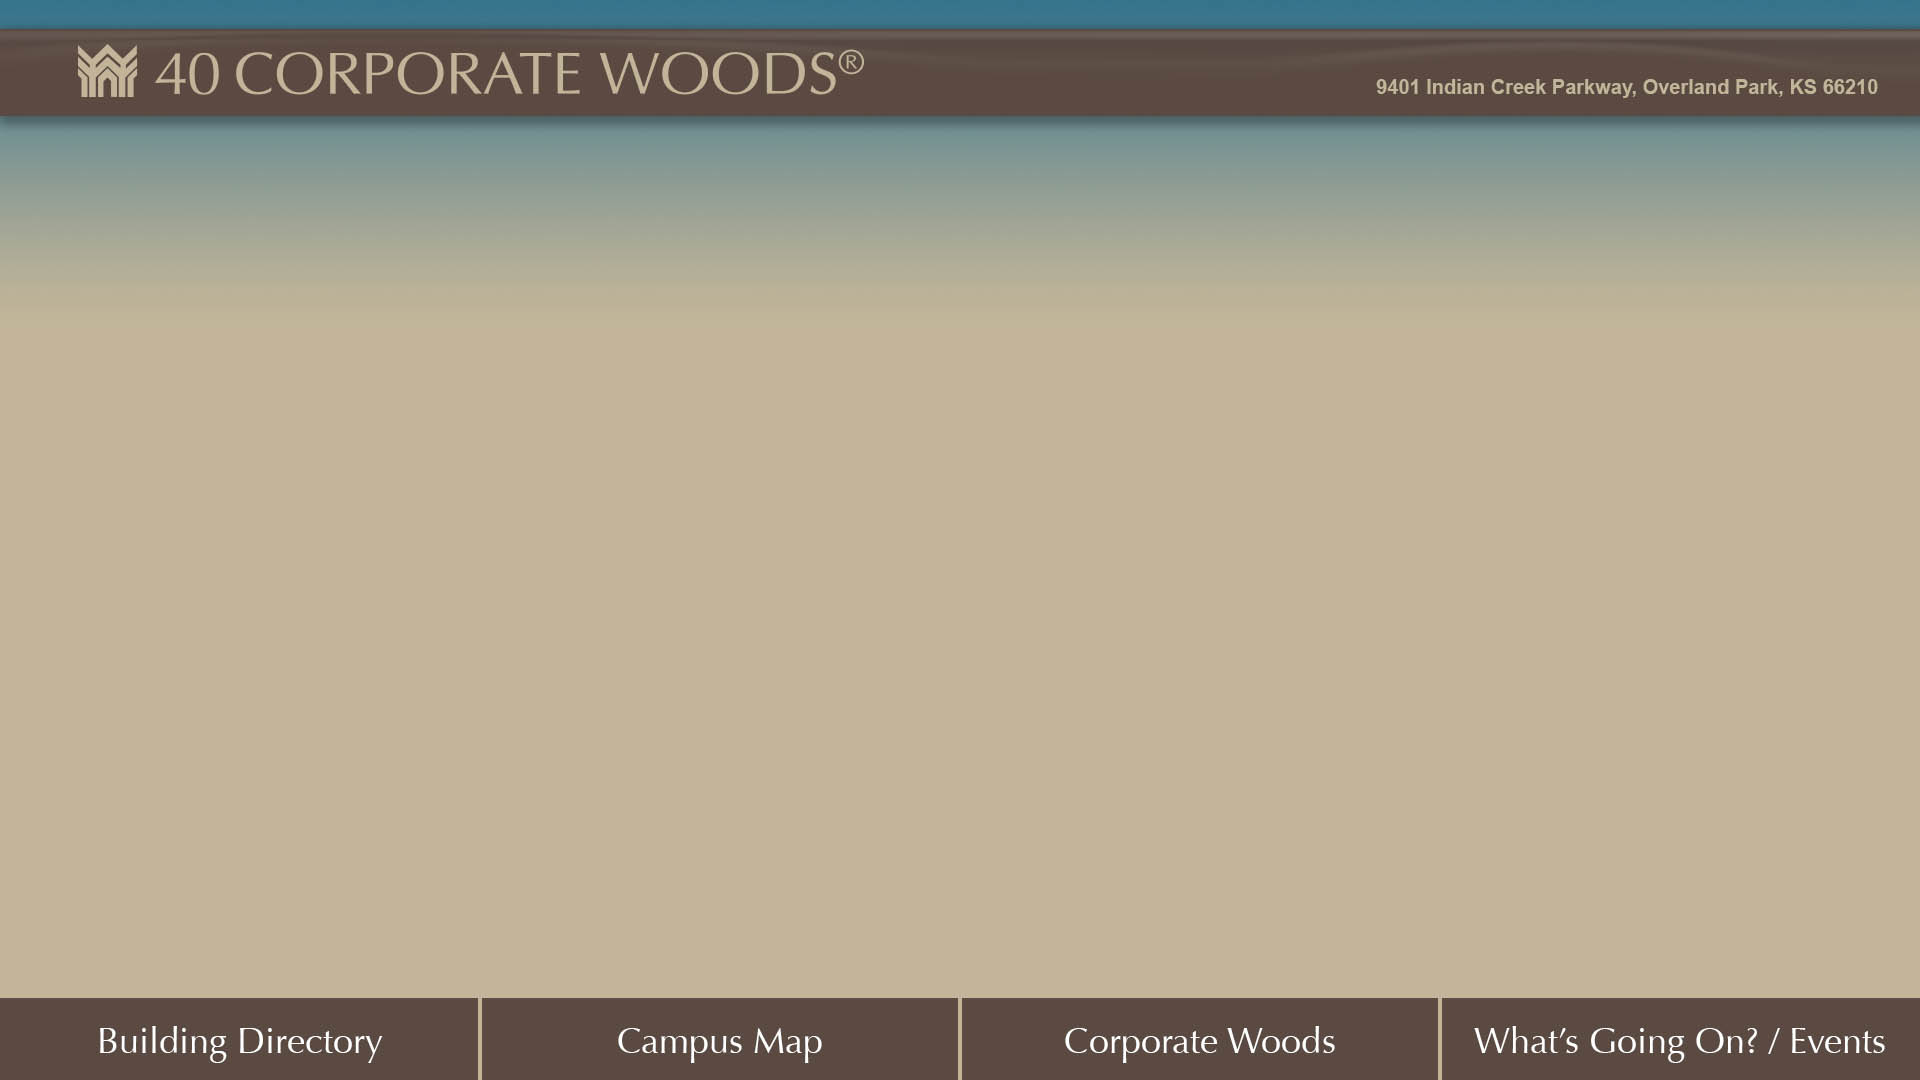 40 CORPORATE WOODS®
9401 Indian Creek Parkway, Overland Park, KS 66210
Building Directory
Campus Map
Corporate Woods
What’s Going On? / Events